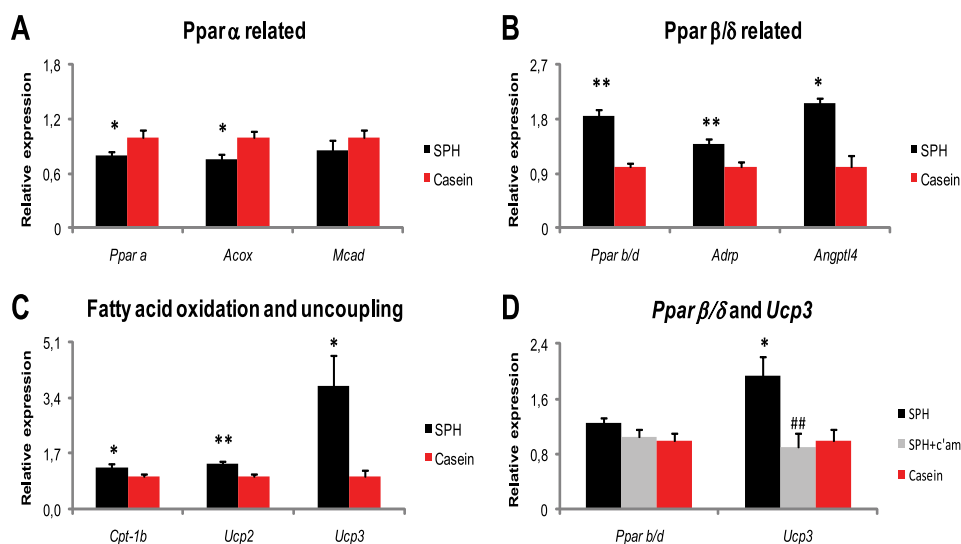 A
Ppar α related
Relative expression
1,8
1,2
0,6
0
*
*
SPH
Casein
Ppar a
Acox
Mcad
B
Ppar β/δ related
Relative expression
2,7
1,8
0,9
0
**
**
*
SPH
Casein
Ppar b/d
Adrp
Angptl4
C
Fatty acid oxidation and uncoupling
Relative expression
5,1
3,4
1,7
0,0
*
**
*
SPH
Casein
Cpt-1b
Ucp2
Ucp3
D
Ppar β/δ and Ucp3
Relative expression
2,4
1,6
0,8
0
*
##
SPH
SPH+c'am
Casein
Ppar b/d
Ucp3